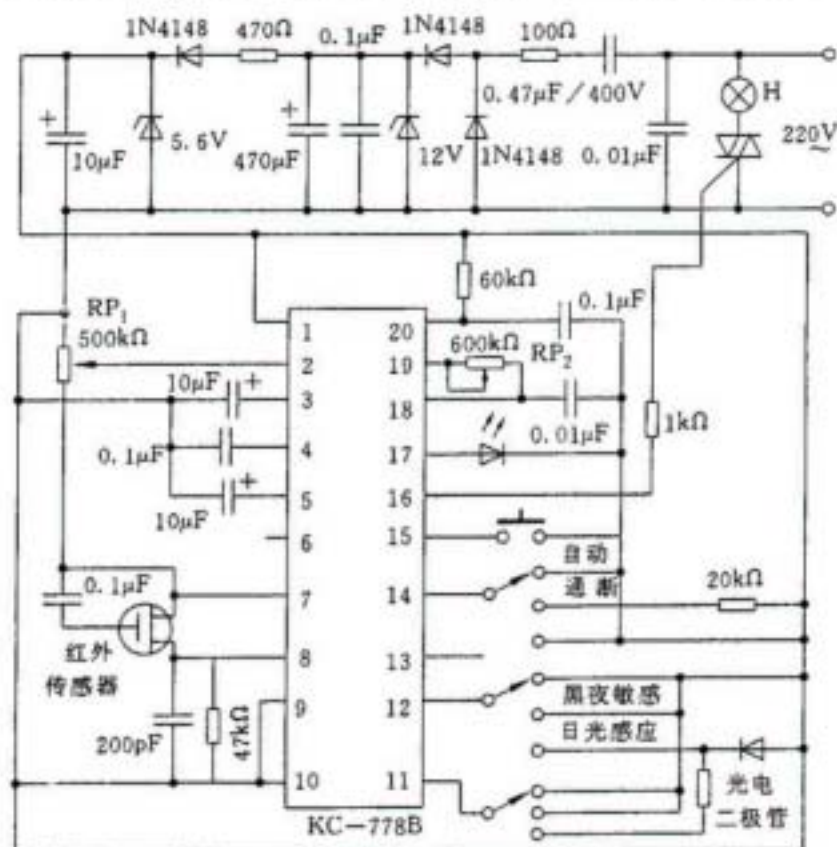 1N4148 470Ω 0.1μF 1N4148 100Ω
0.47μF/400V
H
220V
~
+
10μF
5.6V
+
470μF
12V
1N4148
0.01μF
RP₁
500kΩ
60kΩ
0.1μF
1 20
2 19
600kΩ
RP₂
10μF +
3 18
0.01μF
1kΩ
0.1μF
4 17
10μF +
5 16
6 15
自动
通断
20kΩ
0.1μF
7 14
红外
传感器
8 13
47kΩ
9 12
黑夜敏感
日光感应
200pF
10 11
光电
二极管
KC-778B